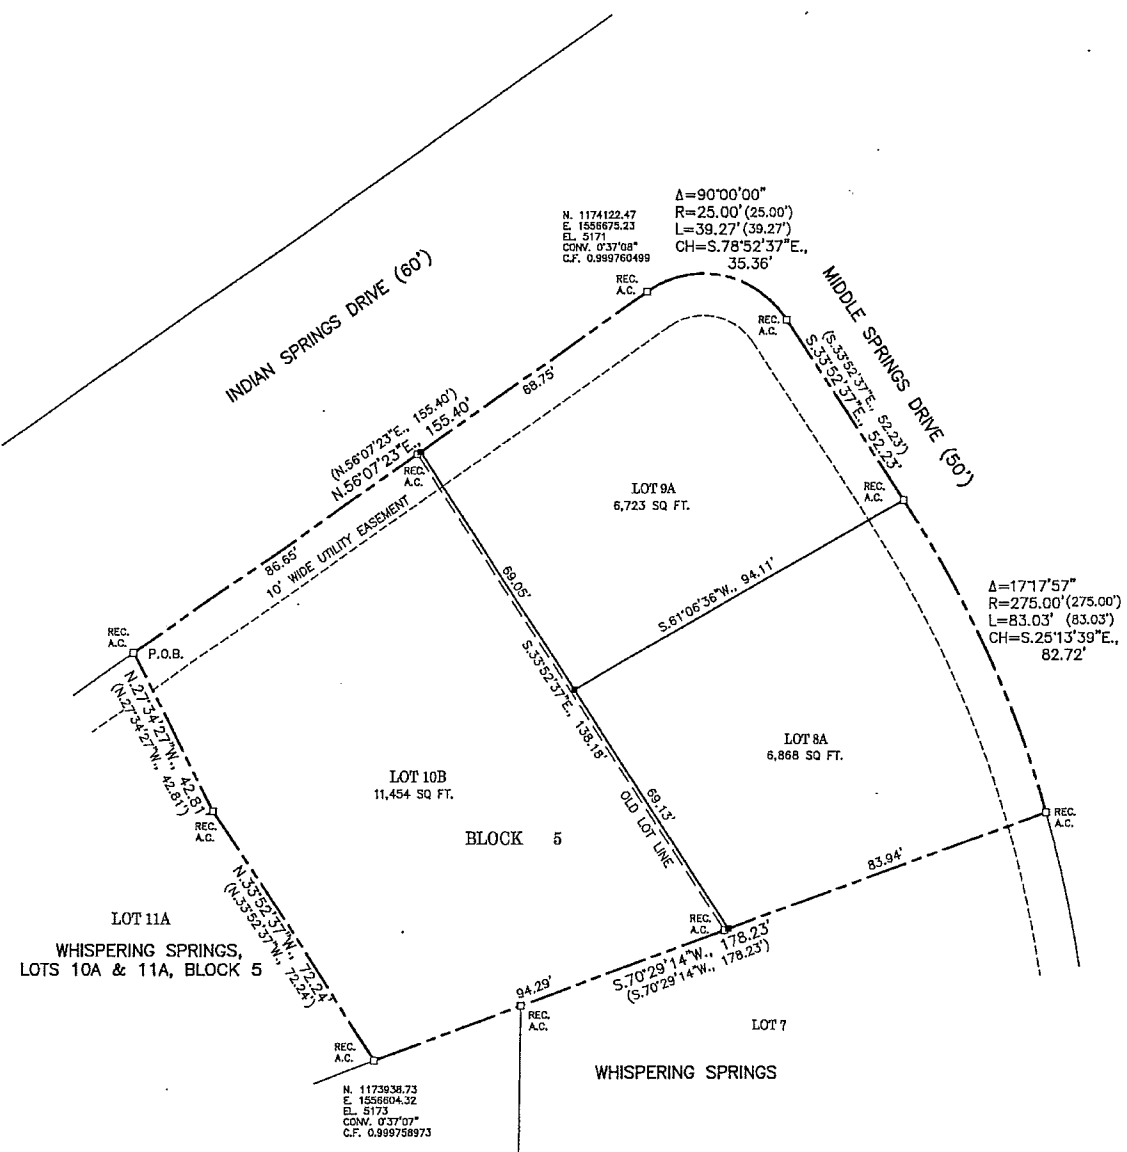 Δ=90°00'00"
R=25.00' (25.00')
L=39.27' (39.27')
CH=S.78°52'37"E.,
35.36'
N. 1174122.47
E. 1556675.23
EL. 5171
CONV. 0°37'08"
C.F. 0.999760499
REC.
A.C.
INDIAN SPRINGS DRIVE (60')
MIDDLE SPRINGS DRIVE (50')
REC.
A.C.
(S.33°52'37"E., 52.23')
S.33°52'37"E., 52.23'
68.75'
(N.56°07'23"E., 155.40')
N.56°07'23"E., 155.40'
REC.
A.C.
REC.
A.C.
LOT 9A
6,723 SQ FT.
86.65'
10' WIDE UTILITY EASEMENT
69.05'
S.61°06'36"W., 94.11'
Δ=17°17'57"
R=275.00' (275.00')
L=83.03' (83.03')
CH=S.25°13'39"E.,
82.72'
REC.
A.C.
P.O.B.
N.27°34'27"W., 42.81'
(N.27°34'27"W., 42.81')
S.33°52'37"E., 138.18'
LOT 8A
6,868 SQ FT.
LOT 10B
11,454 SQ FT.
69.13'
OLD LOT LINE
REC.
A.C.
REC.
A.C.
BLOCK 5
83.94'
N.33°52'37"W., 72.24'
(N.33°52'37"W., 72.24')
LOT 11A
WHISPERING SPRINGS,
LOTS 10A & 11A, BLOCK 5
REC.
A.C.
S.70°29'14"W., 178.23'
(S.70°29'14"W., 178.23')
94.29'
REC.
A.C.
LOT 7
REC.
A.C.
WHISPERING SPRINGS
N. 1173938.73
E. 1556604.32
EL. 5173
CONV. 0°37'07"
C.F. 0.999758973